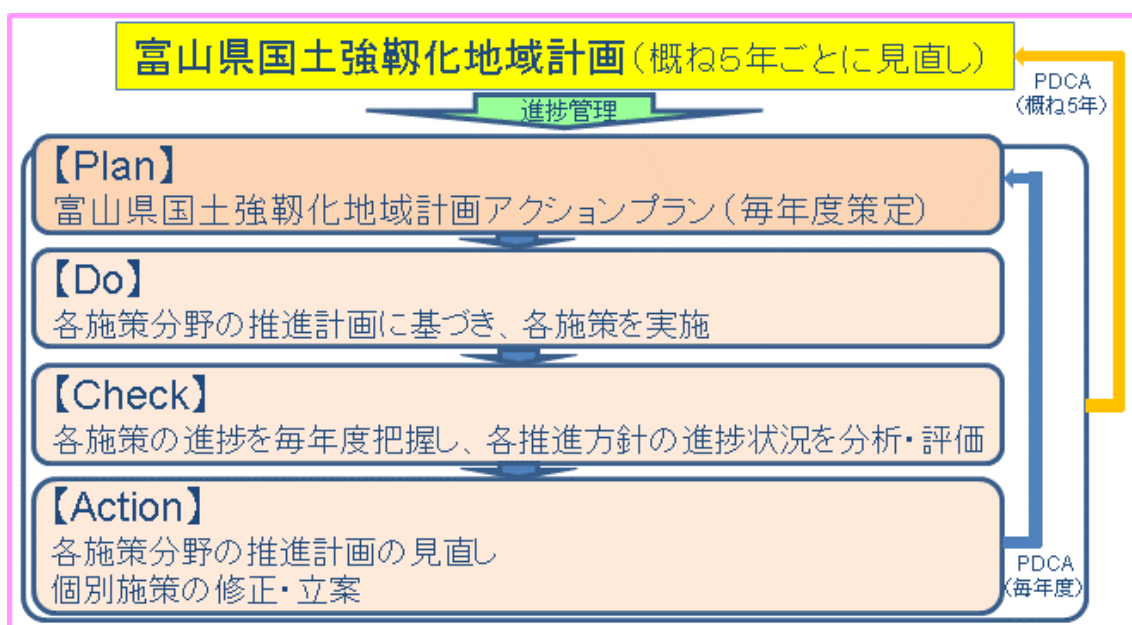 富山県国土強靱化地域計画（概ね５年ごとに見直し）
PDCA
（概ね5年）
進捗管理
【Plan】
富山県国土強靱化地域計画アクションプラン（毎年度策定）
【Do】
各施策分野の推進計画に基づき、各施策を実施
【Check】
各施策の進捗を毎年度把握し、各推進方針の進捗状況を分析・評価
【Action】
各施策分野の推進計画の見直し
個別施策の修正・立案
PDCA
（毎年度）